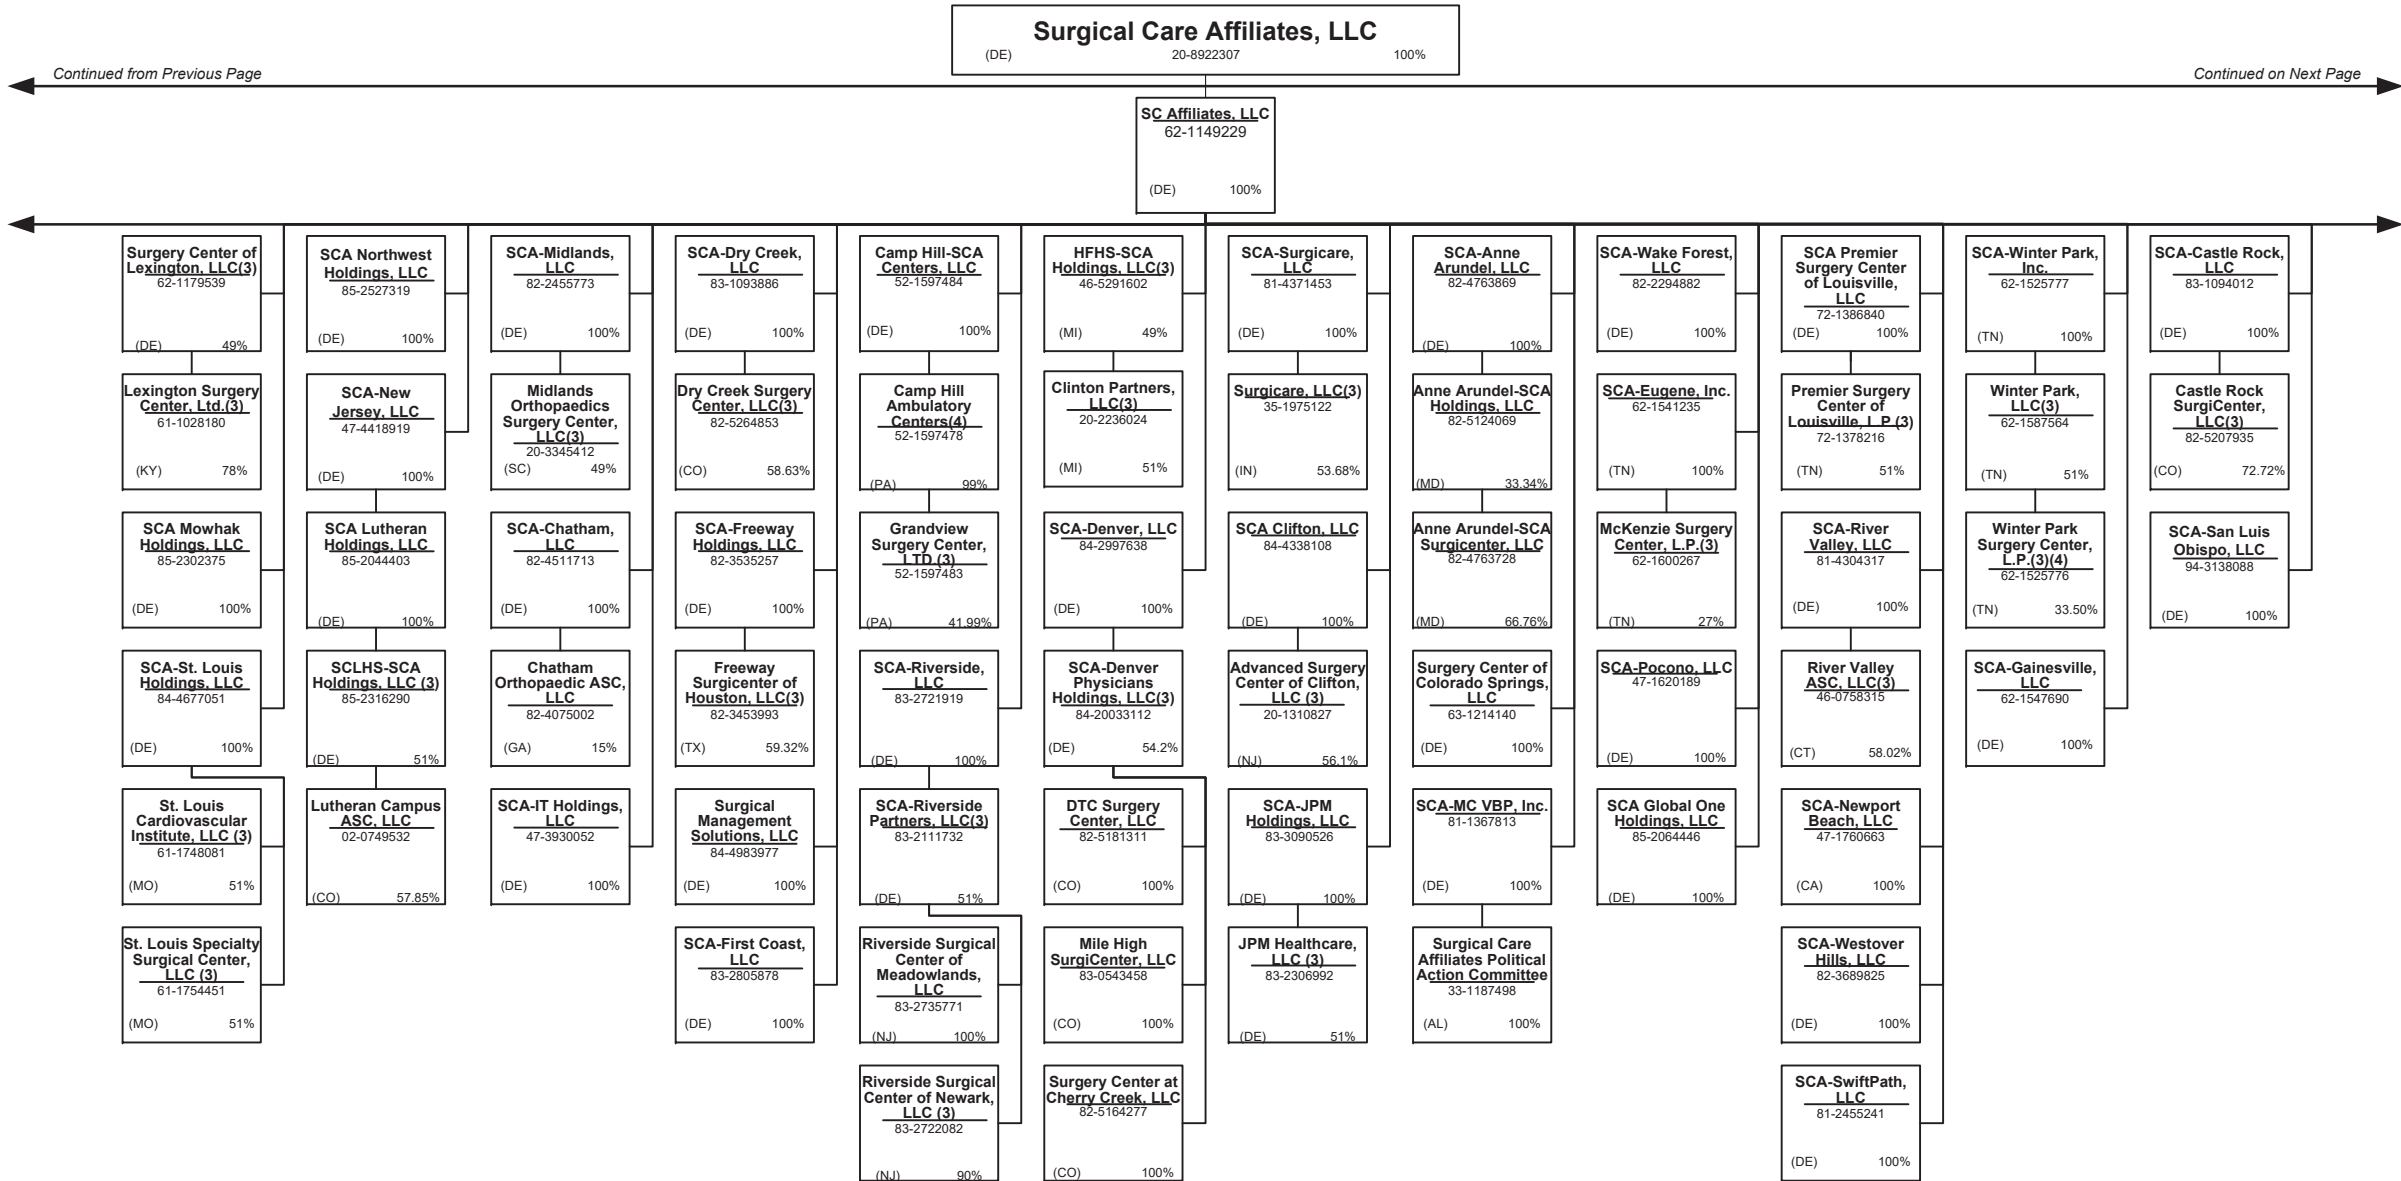 Surgical Care Affiliates, LLC
(DE) 20-8922307 100%
Continued from Previous Page
Continued on Next Page
SC Affiliates, LLC
62-1149229
(DE) 100%
Surgery Center of
Lexington, LLC(3)
62-1179539
(DE) 49%
Lexington Surgery
Center, Ltd.(3)
61-1028180
(KY) 78%
SCA Mowhak
Holdings, LLC
85-2302375
(DE) 100%
SCA-St. Louis
Holdings, LLC
84-4677051
(DE) 100%
St. Louis
Cardiovascular
Institute, LLC (3)
61-1748081
(MO) 51%
St. Louis Specialty
Surgical Center,
LLC (3)
61-1754451
(MO) 51%
SCA Northwest
Holdings, LLC
85-2527319
(DE) 100%
SCA-New
Jersey, LLC
47-4418919
(DE) 100%
SCA Lutheran
Holdings, LLC
85-2044403
(DE) 100%
SCLHS-SCA
Holdings, LLC (3)
85-2316290
(DE) 51%
Lutheran Campus
ASC, LLC
02-0749532
(CO) 57.85%
SCA-Midlands,
LLC
82-2455773
(DE) 100%
Midlands
Orthopaedics
Surgery Center,
LLC(3)
20-3345412
(SC) 49%
SCA-Chatham,
LLC
82-4511713
(DE) 100%
Chatham
Orthopaedic ASC,
LLC
82-4075002
(GA) 15%
SCA-IT Holdings,
LLC
47-3930052
(DE) 100%
SCA-Dry Creek,
LLC
83-1093886
(DE) 100%
Dry Creek Surgery
Center, LLC(3)
82-5264853
(CO) 58.63%
SCA-Freeway
Holdings, LLC
82-3535257
(DE) 100%
Freeway
Surgicenter of
Houston, LLC(3)
82-3453993
(TX) 59.32%
Surgical
Management
Solutions, LLC
84-4983977
(DE) 100%
SCA-First Coast,
LLC
83-2805878
(DE) 100%
Camp Hill-SCA
Centers, LLC
52-1597484
(DE) 100%
Camp Hill
Ambulatory
Centers(4)
52-1597478
(PA) 99%
Grandview
Surgery Center,
LTD.(3)
52-1597483
(PA) 41.99%
SCA-Riverside,
LLC
83-2721919
(DE) 100%
SCA-Riverside
Partners, LLC(3)
83-2111732
(DE) 51%
Riverside Surgical
Center of
Meadowlands,
LLC
83-2735771
(NJ) 100%
Riverside Surgical
Center of Newark,
LLC (3)
83-2722082
(NJ) 90%
HFHS-SCA
Holdings, LLC(3)
46-5291602
(MI) 49%
Clinton Partners,
LLC(3)
20-2236024
(MI) 51%
SCA-Denver, LLC
84-2997638
(DE) 100%
SCA-Denver
Physicians
Holdings, LLC(3)
84-20033112
(DE) 54.2%
DTC Surgery
Center, LLC
82-5181311
(CO) 100%
Mile High
SurgiCenter, LLC
83-0543458
(CO) 100%
Surgery Center at
Cherry Creek, LLC
82-5164277
(CO) 100%
SCA-Surgicare,
LLC
81-4371453
(DE) 100%
Surgicare, LLC(3)
35-1975122
(IN) 53.68%
SCA Clifton, LLC
84-4338108
(DE) 100%
Advanced Surgery
Center of Clifton,
LLC (3)
20-1310827
(NJ) 56.1%
SCA-JPM
Holdings, LLC
83-3090526
(DE) 100%
JPM Healthcare,
LLC (3)
83-2306992
(DE) 51%
SCA-Anne
Arundel, LLC
82-4763869
(DE) 100%
Anne Arundel-SCA
Holdings, LLC
82-5124069
(MD) 33.34%
Anne Arundel-SCA
Surgicenter, LLC
82-4763728
(MD) 66.76%
Surgery Center of
Colorado Springs,
LLC
63-1214140
(DE) 100%
SCA-MC VBP, Inc.
81-1367813
(DE) 100%
Surgical Care
Affiliates Political
Action Committee
33-1187498
(AL) 100%
SCA-Wake Forest,
LLC
82-2294882
(DE) 100%
SCA-Eugene, Inc.
62-1541235
(TN) 100%
McKenzie Surgery
Center, L.P.(3)
62-1600267
(TN) 27%
SCA-Pocono, LLC
47-1620189
(DE) 100%
SCA Global One
Holdings, LLC
85-2064446
(DE) 100%
SCA Premier
Surgery Center
of Louisville,
LLC
72-1386840
(DE) 100%
Premier Surgery
Center of
Louisville, L.P.(3)
72-1378216
(TN) 51%
SCA-River
Valley, LLC
81-4304317
(DE) 100%
River Valley
ASC, LLC(3)
46-0758315
(CT) 58.02%
SCA-Newport
Beach, LLC
47-1760663
(CA) 100%
SCA-Westover
Hills, LLC
82-3689825
(DE) 100%
SCA-SwiftPath,
LLC
81-2455241
(DE) 100%
SCA-Winter Park,
Inc.
62-1525777
(TN) 100%
Winter Park,
LLC(3)
62-1587564
(TN) 51%
Winter Park
Surgery Center,
L.P.(3)(4)
62-1525776
(TN) 33.50%
SCA-Gainesville,
LLC
62-1547690
(DE) 100%
SCA-Castle Rock,
LLC
83-1094012
(DE) 100%
Castle Rock
SurgiCenter,
LLC(3)
82-5207935
(CO) 72.72%
SCA-San Luis
Obispo, LLC
94-3138088
(DE) 100%